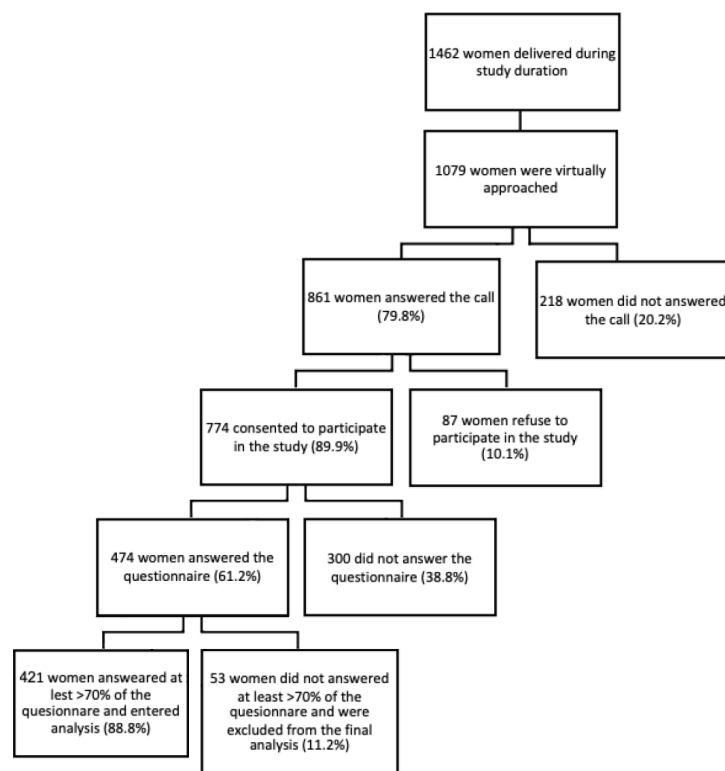 1462 women delivered during
study duration
1079 women were virtually
approached
861 women answered the call
(79.8%)
218 women did not answered
the call (20.2%)
774 consented to participate
in the study (89.9%)
87 women refuse to
participate in the study
(10.1%)
474 women answered the
questionnaire (61.2%)
300 did not answer the
questionnaire (38.8%)
421 women answeared at
lest >70% of the
quesionnare and entered
analysis (88.8%)
53 women did not answered
at least >70% of the
quesionnare and were
excluded from the final
analysis (11.2%)